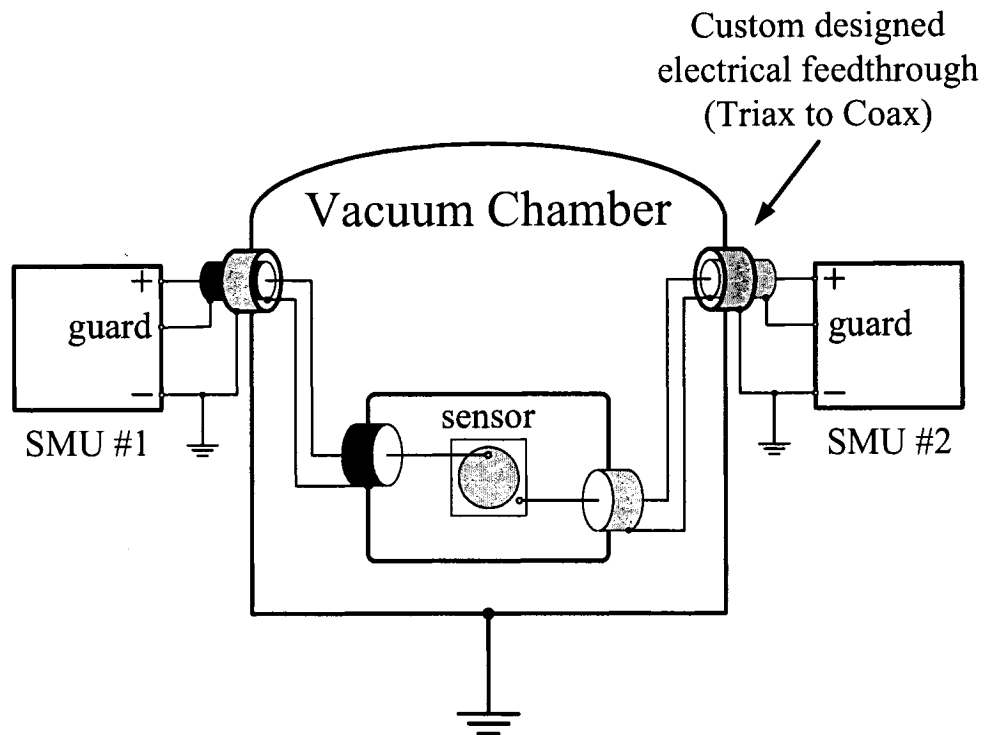 Custom designed
electrical feedthrough
(Triax to Coax)
Vacuum Chamber
+
guard
−
SMU #1
+
guard
−
SMU #2
sensor